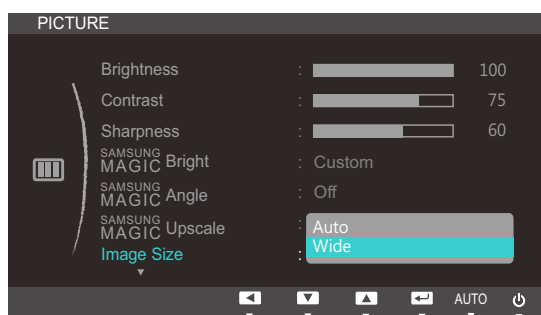 PICTURE
Brightness : 100
Contrast : 75
Sharpness : 60
SAMSUNG
MAGIC Bright : Custom
SAMSUNG
MAGIC Angle : Off
SAMSUNG
MAGIC Upscale :
Auto
Image Size : Wide
AUTO